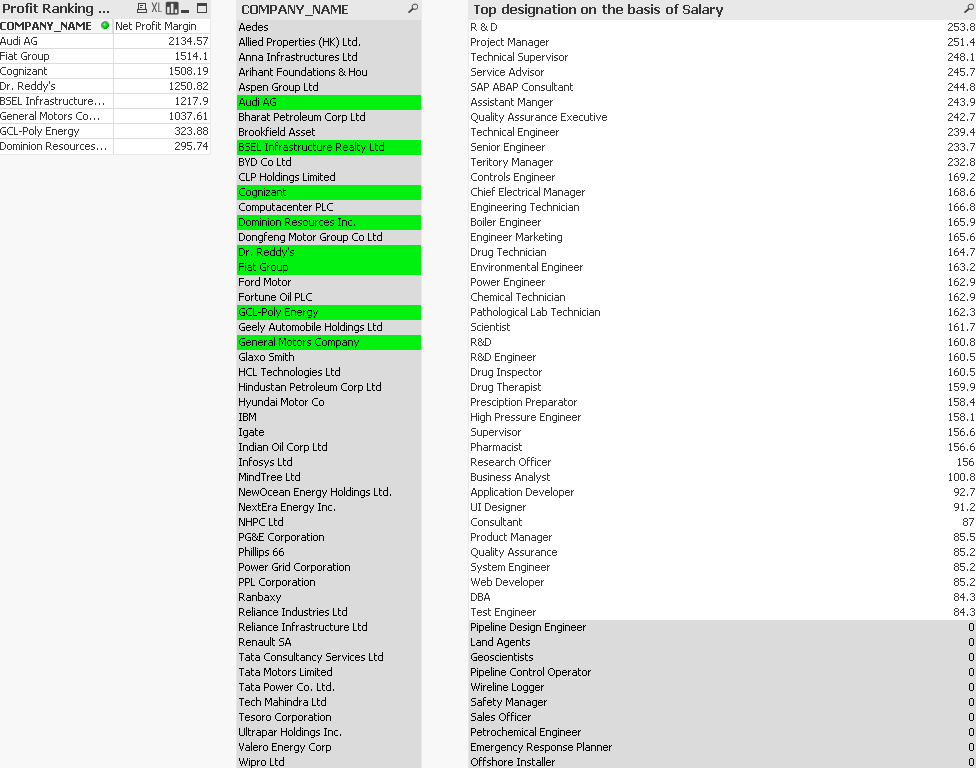 Profit Ranking ...
XL
COMPANY_NAME Net Profit Margin
Audi AG 2134.57
Fiat Group 1514.1
Cognizant 1508.19
Dr. Reddy's 1250.82
BSEL Infrastructure... 1217.9
General Motors Co... 1037.61
GCL-Poly Energy 323.88
Dominion Resources... 295.74
COMPANY_NAME
Aedes
Allied Properties (HK) Ltd.
Anna Infrastructures Ltd
Arihant Foundations & Hou
Aspen Group Ltd
Audi AG
Bharat Petroleum Corp Ltd
Brookfield Asset
BSEL Infrastructure Realty Ltd
BYD Co Ltd
CLP Holdings Limited
Cognizant
Computacenter PLC
Dominion Resources Inc.
Dongfeng Motor Group Co Ltd
Dr. Reddy's
Fiat Group
Ford Motor
Fortune Oil PLC
GCL-Poly Energy
Geely Automobile Holdings Ltd
General Motors Company
Glaxo Smith
HCL Technologies Ltd
Hindustan Petroleum Corp Ltd
Hyundai Motor Co
IBM
Igate
Indian Oil Corp Ltd
Infosys Ltd
MindTree Ltd
NewOcean Energy Holdings Ltd.
NextEra Energy Inc.
NHPC Ltd
PG&E Corporation
Phillips 66
Power Grid Corporation
PPL Corporation
Ranbaxy
Reliance Industries Ltd
Reliance Infrastructure Ltd
Renault SA
Tata Consultancy Services Ltd
Tata Motors Limited
Tata Power Co. Ltd.
Tech Mahindra Ltd
Tesoro Corporation
Ultrapar Holdings Inc.
Valero Energy Corp
Wipro Ltd
Top designation on the basis of Salary
R & D 253.8
Project Manager 251.4
Technical Supervisor 248.1
Service Advisor 245.7
SAP ABAP Consultant 244.8
Assistant Manger 243.9
Quality Assurance Executive 242.7
Technical Engineer 239.4
Senior Engineer 233.7
Teritory Manager 232.8
Controls Engineer 169.2
Chief Electrical Manager 168.6
Engineering Technician 166.8
Boiler Engineer 165.9
Engineer Marketing 165.6
Drug Technician 164.7
Environmental Engineer 163.2
Power Engineer 162.9
Chemical Technician 162.9
Pathological Lab Technician 162.3
Scientist 161.7
R&D 160.8
R&D Engineer 160.5
Drug Inspector 160.5
Drug Therapist 159.9
Presciption Preparator 158.4
High Pressure Engineer 158.1
Supervisor 156.6
Pharmacist 156.6
Research Officer 156
Business Analyst 100.8
Application Developer 92.7
UI Designer 91.2
Consultant 87
Product Manager 85.5
Quality Assurance 85.2
System Engineer 85.2
Web Developer 85.2
DBA 84.3
Test Engineer 84.3
Pipeline Design Engineer 0
Land Agents 0
Geoscientists 0
Pipeline Control Operator 0
Wireline Logger 0
Safety Manager 0
Sales Officer 0
Petrochemical Engineer 0
Emergency Response Planner 0
Offshore Installer 0